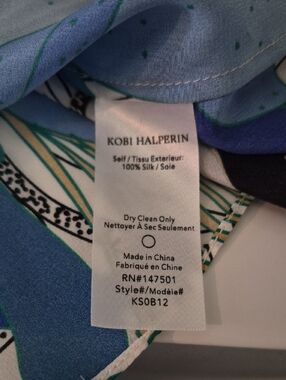 KOBI HALPERIN
Self / Tissu Exterieur:
100% Silk / Soie
Dry Clean Only
Nettoyer À Sec Seulement
Made in China
Fabriqué en Chine
RN#147501
Style#/Modèle#
KS0B12